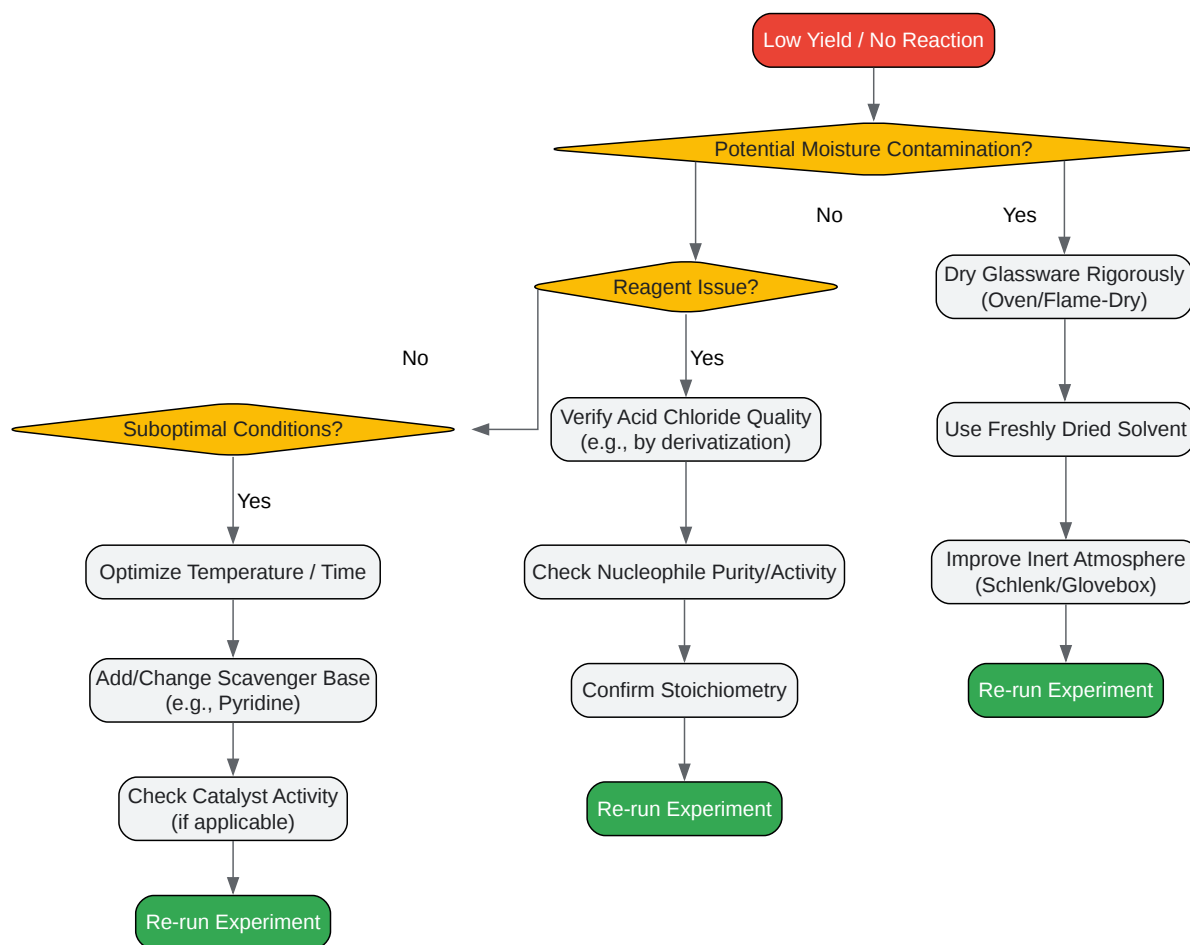 Low Yield / No Reaction
Potential Moisture Contamination?
No
Yes
Reagent Issue?
Dry Glassware Rigorously
(Oven/Flame-Dry)
No
Yes
Suboptimal Conditions?
Verify Acid Chloride Quality
(e.g., by derivatization)
Use Freshly Dried Solvent
Yes
Optimize Temperature / Time
Check Nucleophile Purity/Activity
Improve Inert Atmosphere
(Schlenk/Glovebox)
Add/Change Scavenger Base
(e.g., Pyridine)
Confirm Stoichiometry
Re-run Experiment
Check Catalyst Activity
(if applicable)
Re-run Experiment
Re-run Experiment